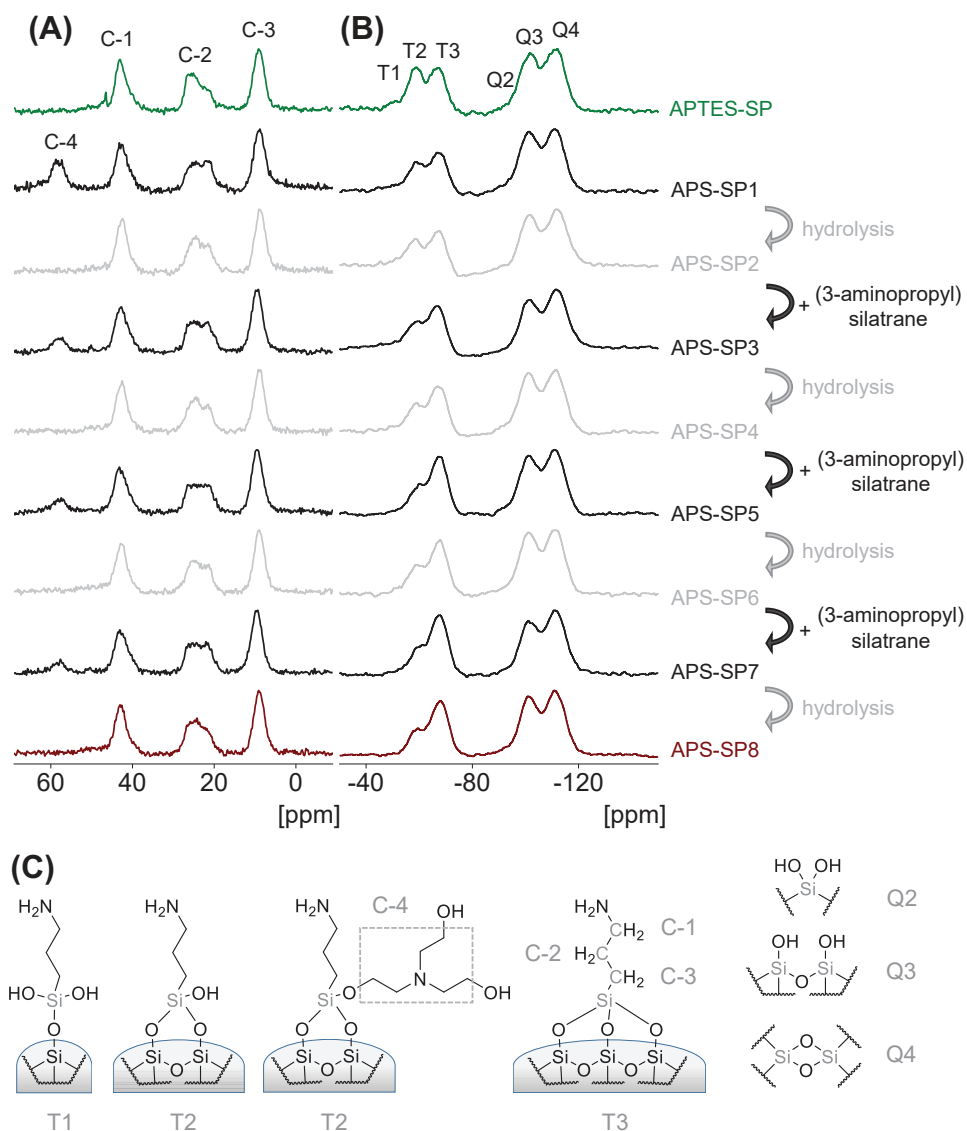 (A)
(B)
C-1
C-2
C-3
T1
T2
T3
Q2
Q3
Q4
APTES-SP
C-4
APS-SP1
hydrolysis
APS-SP2
+ (3-aminopropyl)
silatrane
APS-SP3
hydrolysis
APS-SP4
+ (3-aminopropyl)
silatrane
APS-SP5
hydrolysis
APS-SP6
+ (3-aminopropyl)
silatrane
APS-SP7
hydrolysis
APS-SP8
60 40 20 0
-40 -80 -120
[ppm] [ppm]
(C)
H2N
HO Si OH
O
Si
T1
H2N
Si OH
O O
Si Si
O
T2
H2N
C-4
OH
N
Si O OH
O O
Si Si
O
T2
H2N
CH2 C-1
C-2 H2C
CH2 C-3
Si
O O O
Si O Si O Si
T3
HO OH
Si
Q2
OH OH
Si O Si
Q3
O
Si Si
O
Q4